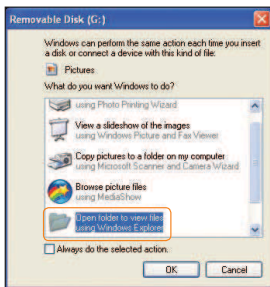 Removable Disk (G:)
Windows can perform the same action each time you insert
a disk or connect a device with this kind of file:
Pictures
What do you want Windows to do?
using Photo Printing Wizard
View a slideshow of the images
using Windows Picture and Fax Viewer
Copy pictures to a folder on my computer
using Microsoft Scanner and Camera Wizard
Browse picture files
using MediaShow
Open folder to view files
using Windows Explorer
Always do the selected action.
OK
Cancel